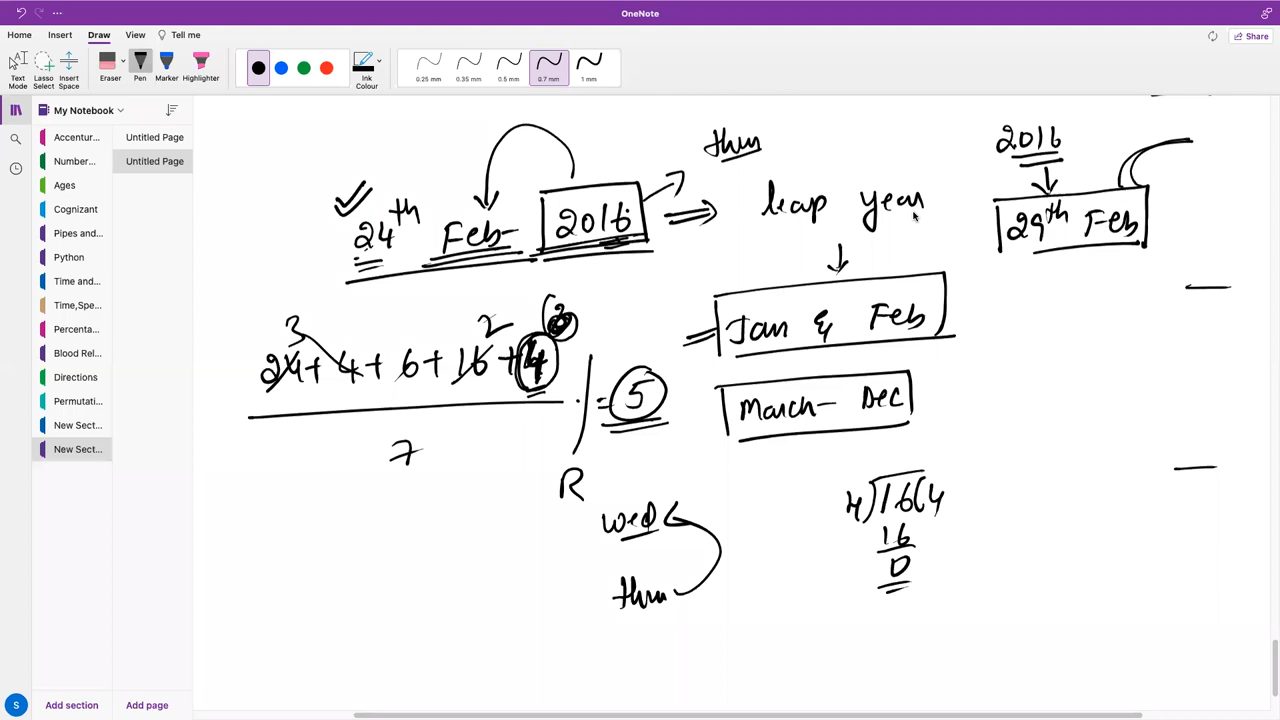 OneNote
Home Insert Draw View Tell me
Share
Text Mode
Lasso Select
Insert Space
Eraser
Pen
Marker
Highlighter
Ink Colour
0.25 mm
0.35 mm
0.5 mm
0.7 mm
1 mm
My Notebook
Accentur...
Number...
Ages
Cognizant
Pipes and...
Python
Time and...
Time,Spe...
Percenta...
Blood Rel...
Directions
Permutati...
New Sect...
New Sect...
Untitled Page
Untitled Page
S
Add section
Add page
thu
24th Feb- 2016 ⇒ leap year
2016
29th Feb
Jan & Feb
March- Dec
3 2
24+ 4+ 6+ 16 +4
7
R
= 5
wed
thu
4)16(4
16
0